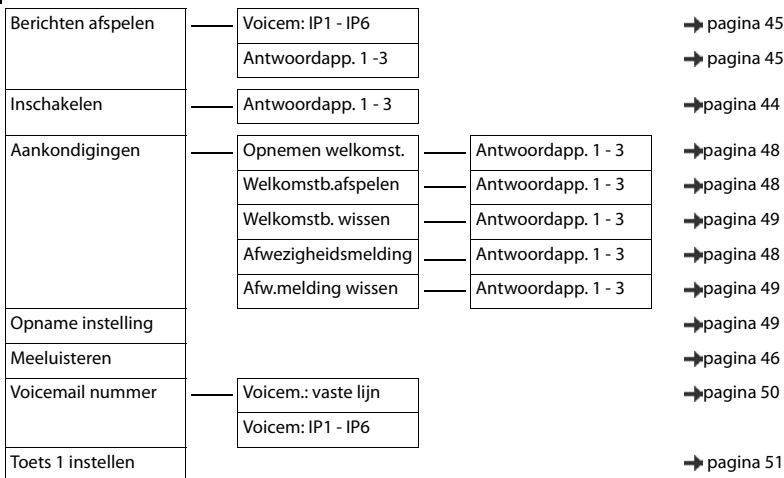 Berichten afspelen Voicem: IP1 - IP6 pagina 45
Antwoordapp. 1 -3 pagina 45
Inschakelen Antwoordapp. 1 - 3 pagina 44
Aankondigingen Opnemen welkomst. Antwoordapp. 1 - 3 pagina 48
Welkomstb.afspelen Antwoordapp. 1 - 3 pagina 48
Welkomstb. wissen Antwoordapp. 1 - 3 pagina 49
Afwezigheidsmelding Antwoordapp. 1 - 3 pagina 48
Afw.melding wissen Antwoordapp. 1 - 3 pagina 49
Opname instelling pagina 49
Meeluisteren pagina 46
Voicemail nummer Voicem.: vaste lijn pagina 50
Voicem: IP1 - IP6
Toets 1 instellen pagina 51